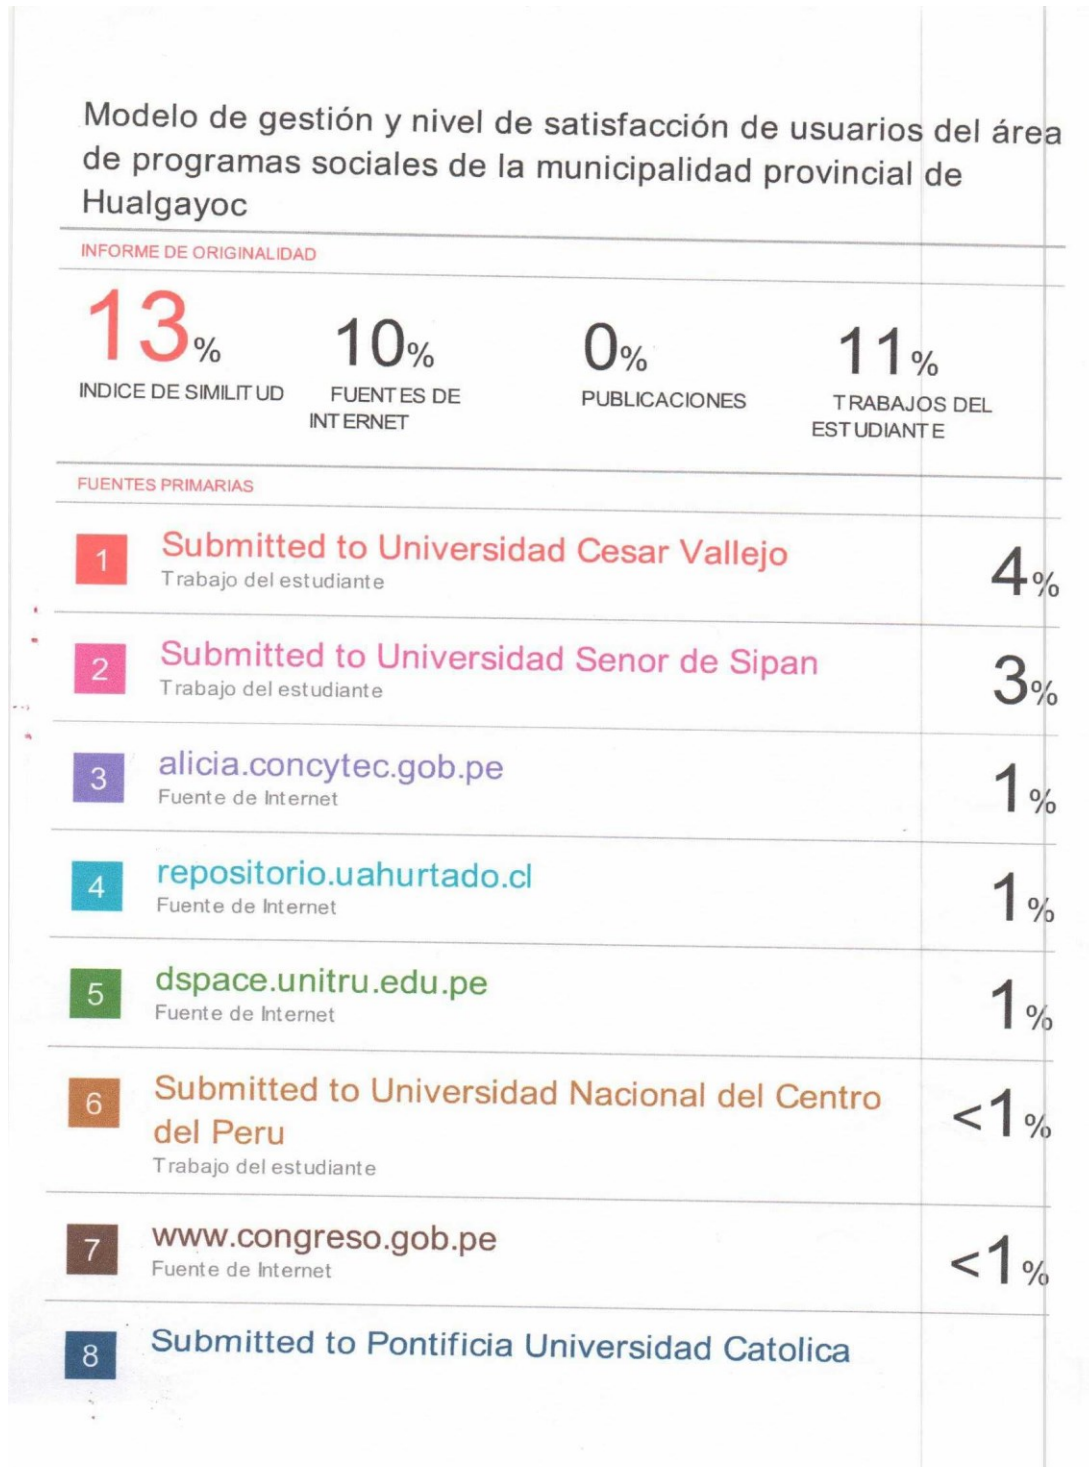 Modelo de gestión y nivel de satisfacción de usuarios del área
de programas sociales de la municipalidad provincial de
Hualgayoc
INFORME DE ORIGINALIDAD
13%
INDICE DE SIMILITUD
10%
FUENTES DE
INTERNET
0%
PUBLICACIONES
11%
TRABAJOS DEL
ESTUDIANTE
FUENTES PRIMARIAS
1
Submitted to Universidad Cesar Vallejo
Trabajo del estudiante
4%
2
Submitted to Universidad Senor de Sipan
Trabajo del estudiante
3%
3
alicia.concytec.gob.pe
Fuente de Internet
1%
4
repositorio.uahurtado.cl
Fuente de Internet
1%
5
dspace.unitru.edu.pe
Fuente de Internet
1%
6
Submitted to Universidad Nacional del Centro
del Peru
Trabajo del estudiante
<1%
7
www.congreso.gob.pe
Fuente de Internet
<1%
8
Submitted to Pontificia Universidad Catolica